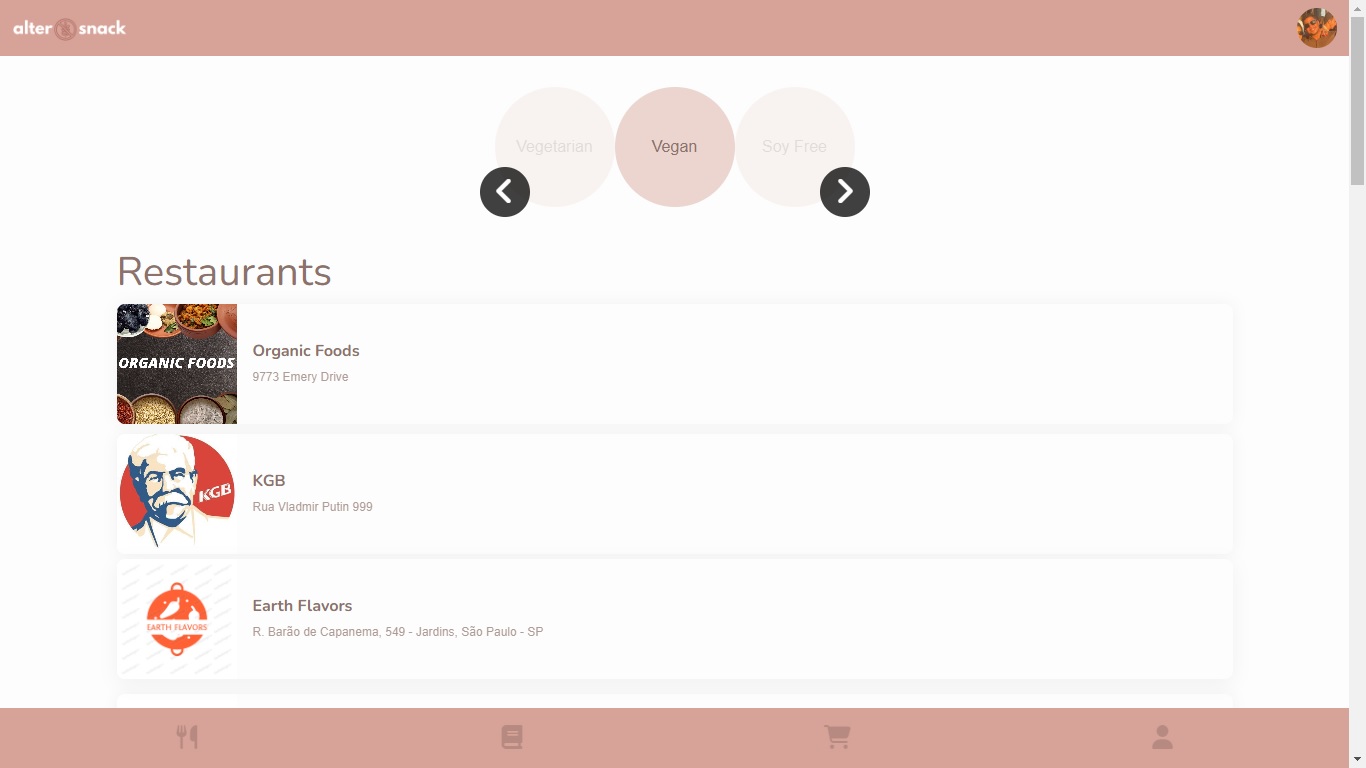 alter snack
Vegetarian
Vegan
Soy Free
Restaurants
ORGANIC FOODS
Organic Foods
9773 Emery Drive
KGB
KGB
Rua Vladmir Putin 999
EARTH FLAVORS
Earth Flavors
R. Barão de Capanema, 549 - Jardins, São Paulo - SP